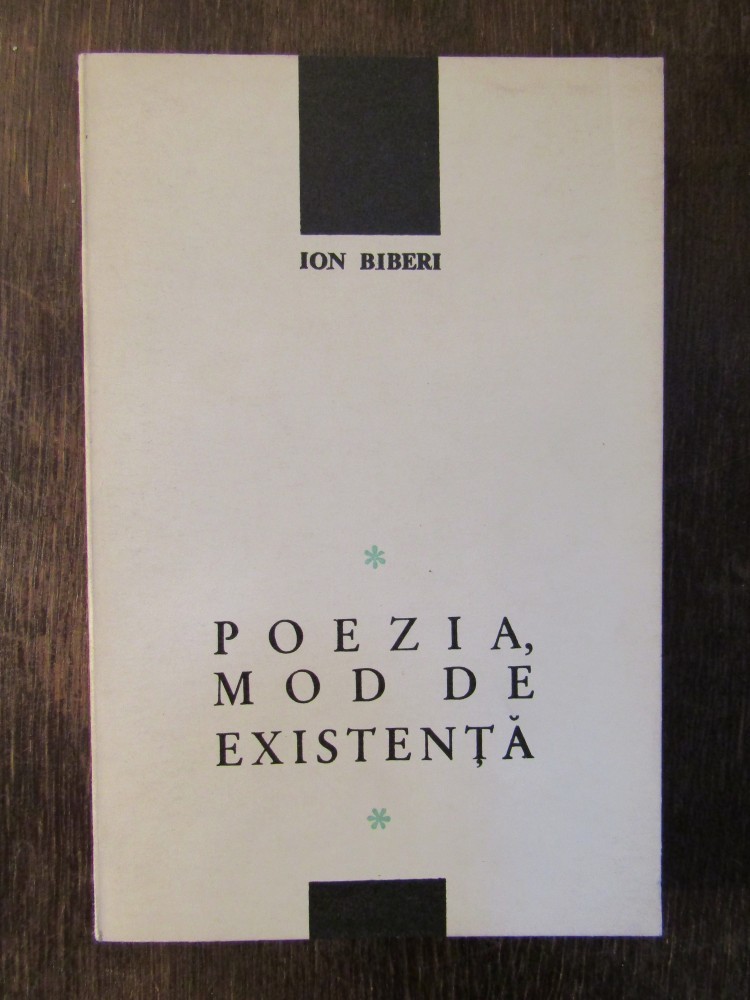 ION BIBERI
*
POEZIA,
MOD DE
EXISTENȚĂ
*